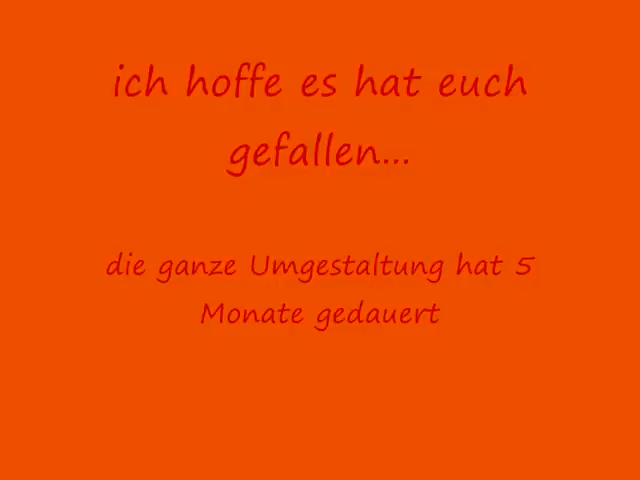 ich hoffe es hat euch
gefallen...
die ganze Umgestaltung hat 5
Monate gedauert